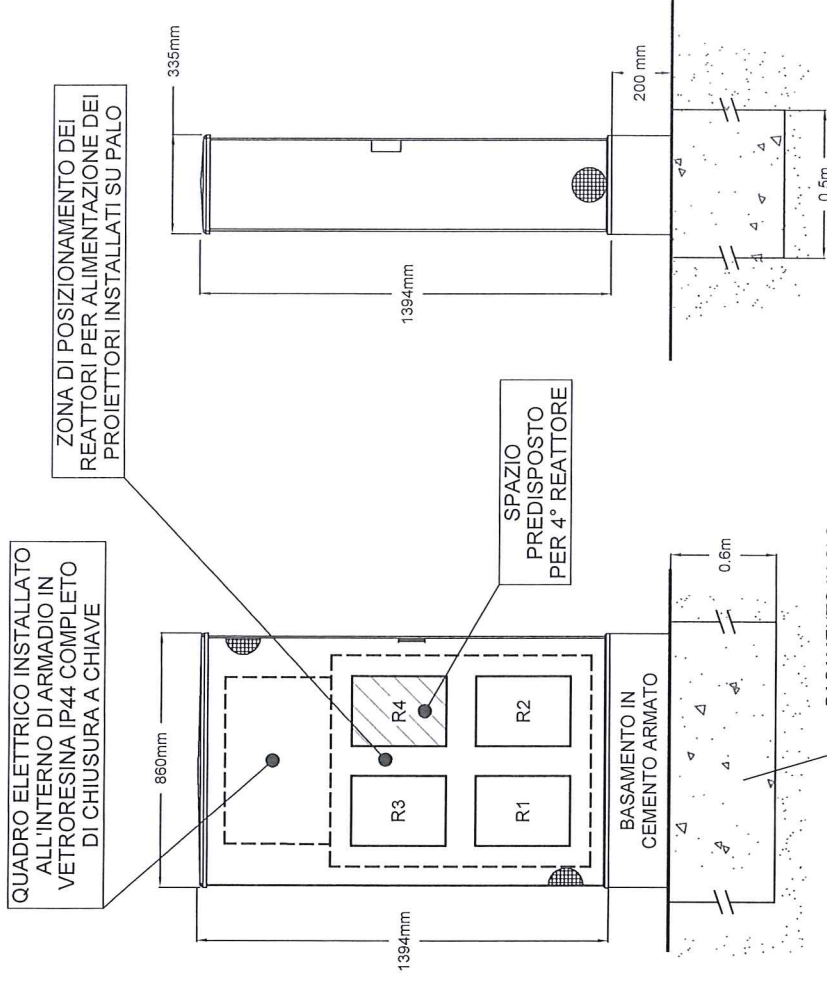 QUADRO ELETTRICO INSTALLATO
ALL'INTERNO DI ARMADIO IN
VETRORESINA IP44 COMPLETO
DI CHIUSURA A CHIAVE
ZONA DI POSIZIONAMENTO DEI
REATTORI PER ALIMENTAZIONE DEI
PROIETTORI INSTALLATI SU PALO
860mm
335mm
1394mm
1394mm
R3
R4
R1
R2
SPAZIO
PREDISPOSTO
PER 4° REATTORE
BASAMENTO IN
CEMENTO ARMATO
200 mm
0.6m
0.5m